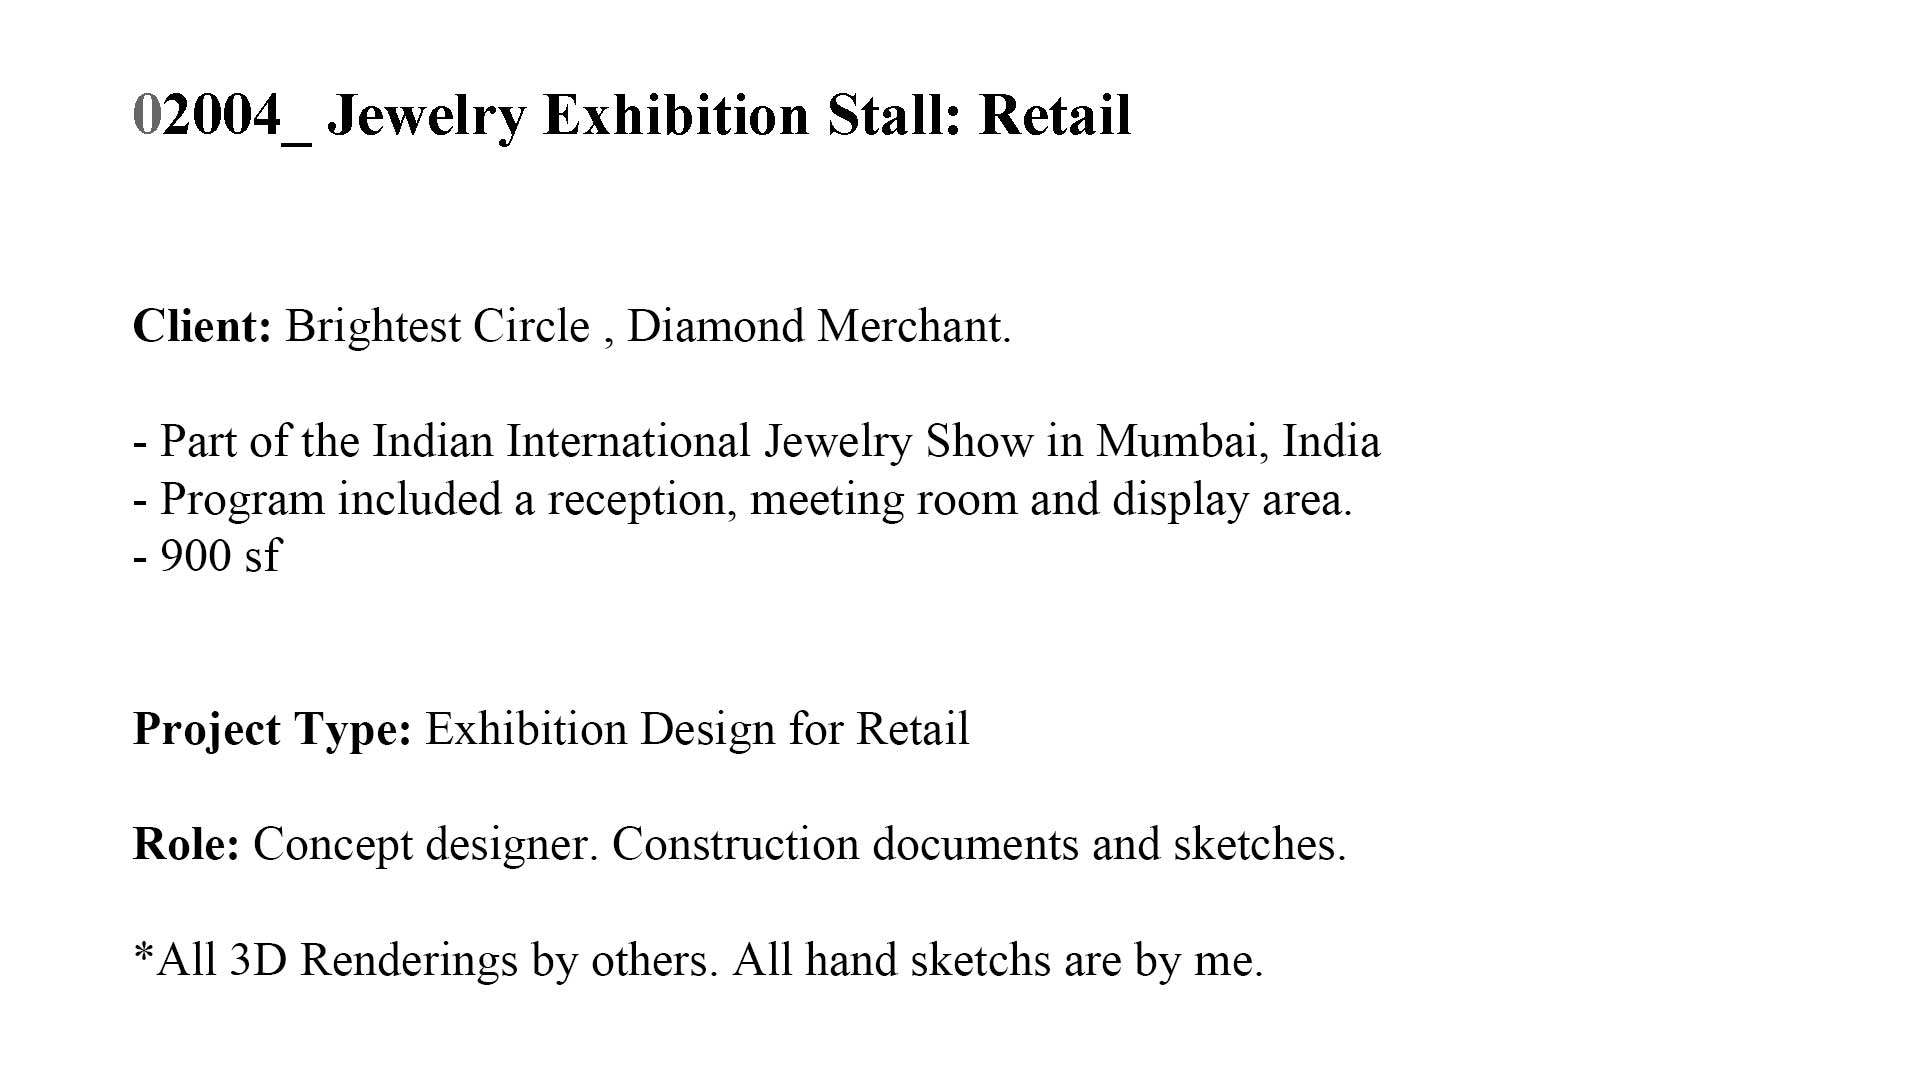 02004_ Jewelry Exhibition Stall: Retail
Client: Brightest Circle , Diamond Merchant.
- Part of the Indian International Jewelry Show in Mumbai, India
- Program included a reception, meeting room and display area.
- 900 sf
Project Type: Exhibition Design for Retail
Role: Concept designer. Construction documents and sketches.
*All 3D Renderings by others. All hand sketchs are by me.